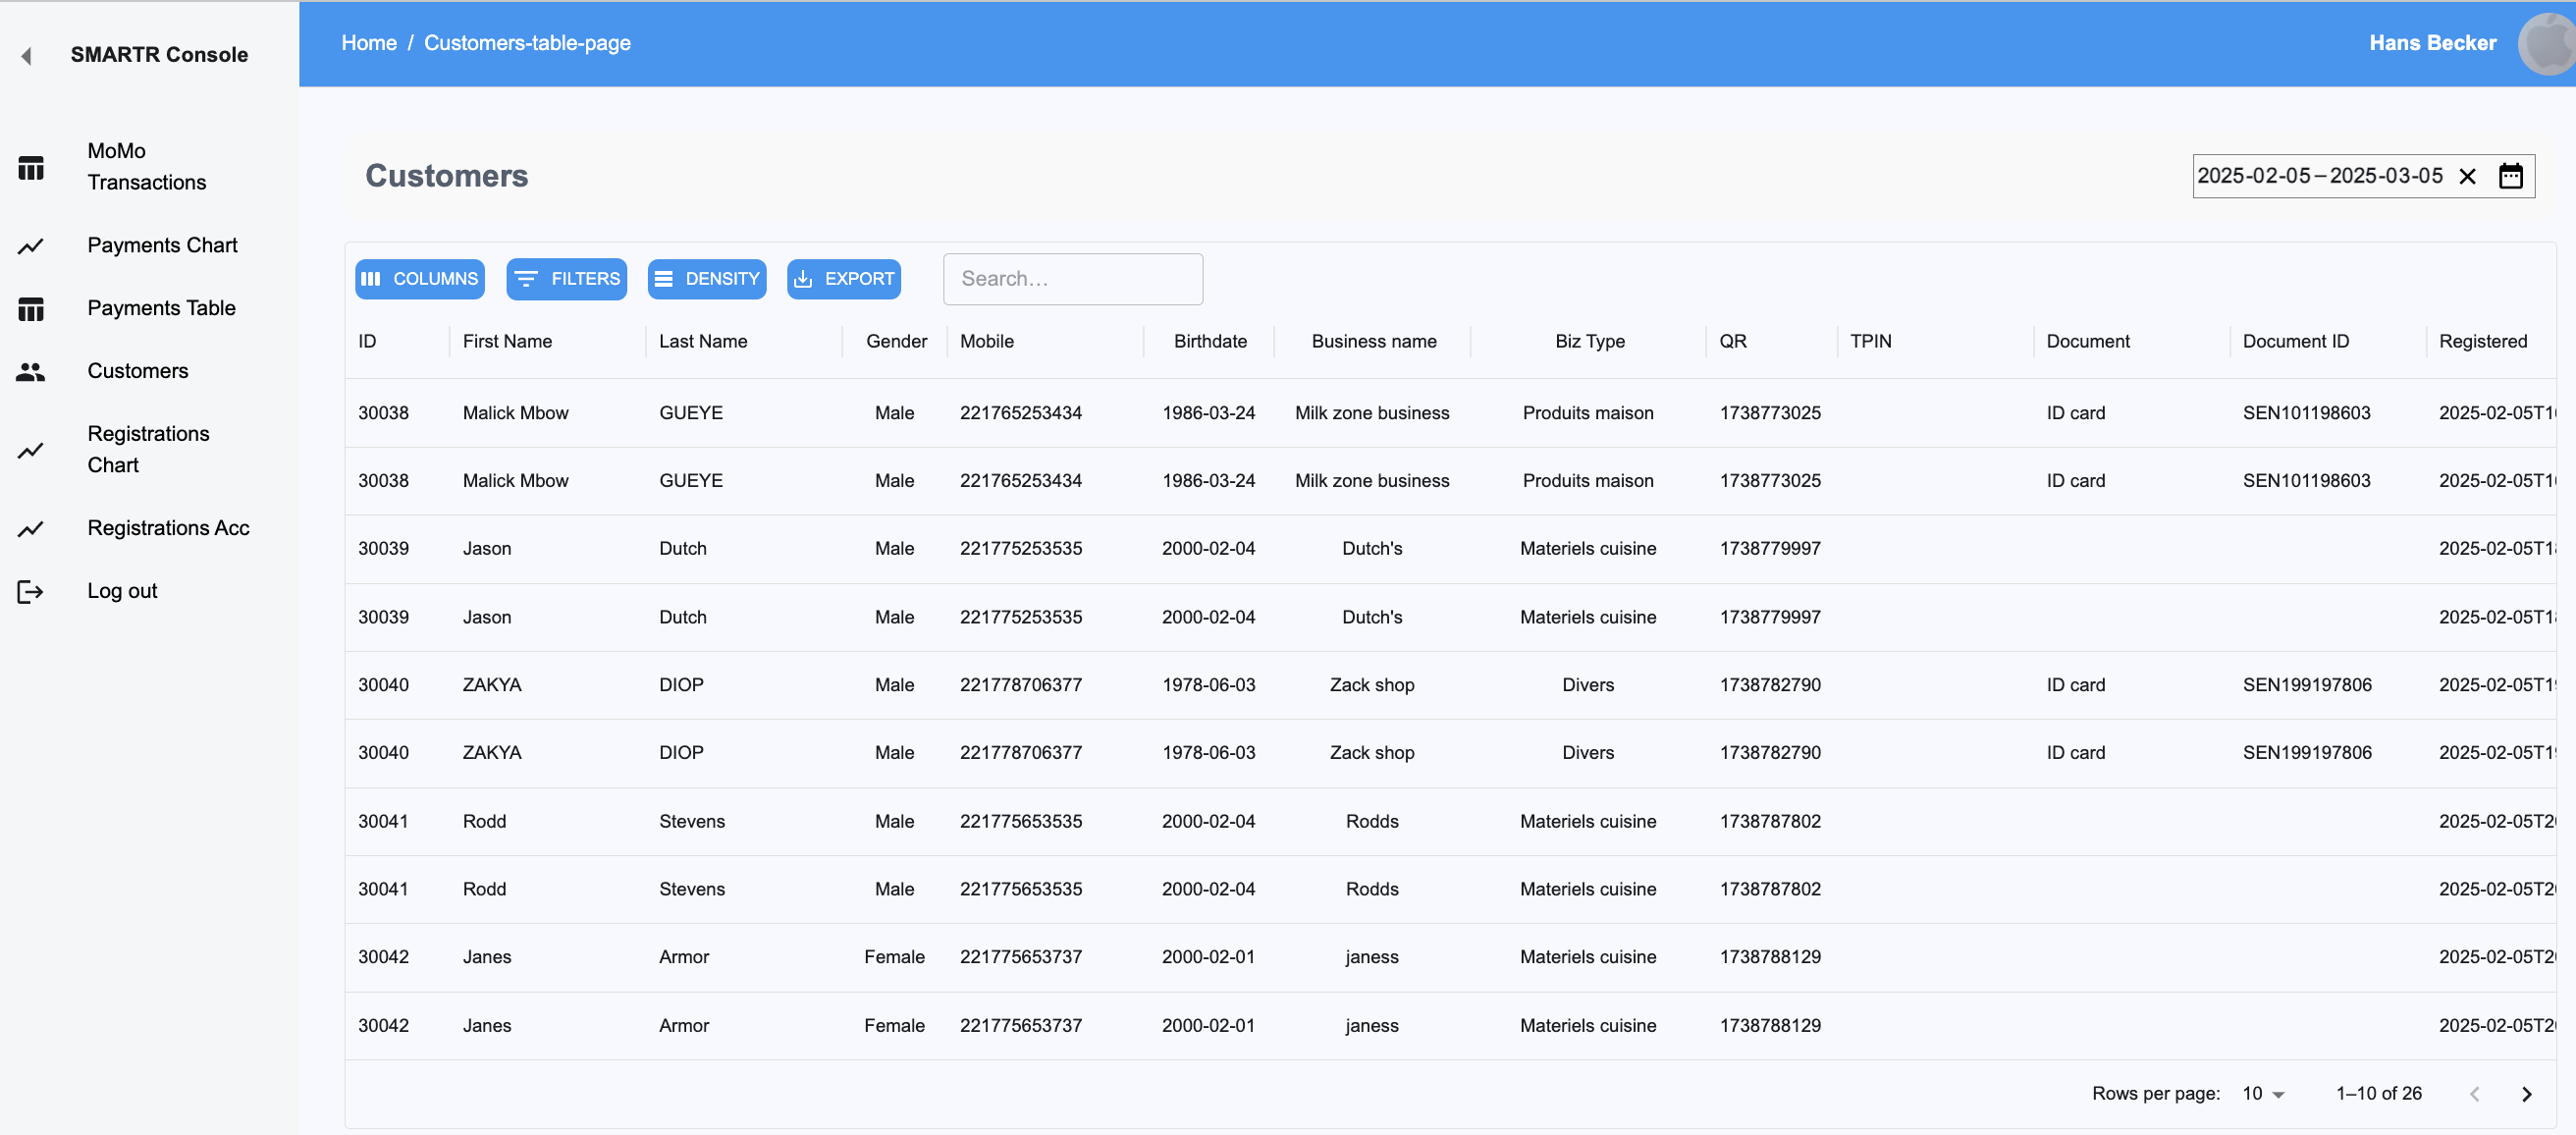 SMARTR Console
Home / Customers-table-page
Hans Becker
MoMo
Transactions
Payments Chart
Payments Table
Customers
Registrations
Chart
Registrations Acc
Log out
Customers
2025-02-05 – 2025-03-05
COLUMNS FILTERS DENSITY EXPORT Search…
ID First Name Last Name Gender Mobile Birthdate Business name Biz Type QR TPIN Document Document ID Registered
30038 Malick Mbow GUEYE Male 221765253434 1986-03-24 Milk zone business Produits maison 1738773025 ID card SEN101198603 2025-02-05T1
30038 Malick Mbow GUEYE Male 221765253434 1986-03-24 Milk zone business Produits maison 1738773025 ID card SEN101198603 2025-02-05T1
30039 Jason Dutch Male 221775253535 2000-02-04 Dutch's Materiels cuisine 1738779997 2025-02-05T1
30039 Jason Dutch Male 221775253535 2000-02-04 Dutch's Materiels cuisine 1738779997 2025-02-05T1
30040 ZAKYA DIOP Male 221778706377 1978-06-03 Zack shop Divers 1738782790 ID card SEN199197806 2025-02-05T1
30040 ZAKYA DIOP Male 221778706377 1978-06-03 Zack shop Divers 1738782790 ID card SEN199197806 2025-02-05T1
30041 Rodd Stevens Male 221775653535 2000-02-04 Rodds Materiels cuisine 1738787802 2025-02-05T2
30041 Rodd Stevens Male 221775653535 2000-02-04 Rodds Materiels cuisine 1738787802 2025-02-05T2
30042 Janes Armor Female 221775653737 2000-02-01 janess Materiels cuisine 1738788129 2025-02-05T2
30042 Janes Armor Female 221775653737 2000-02-01 janess Materiels cuisine 1738788129 2025-02-05T2
Rows per page: 10 1–10 of 26